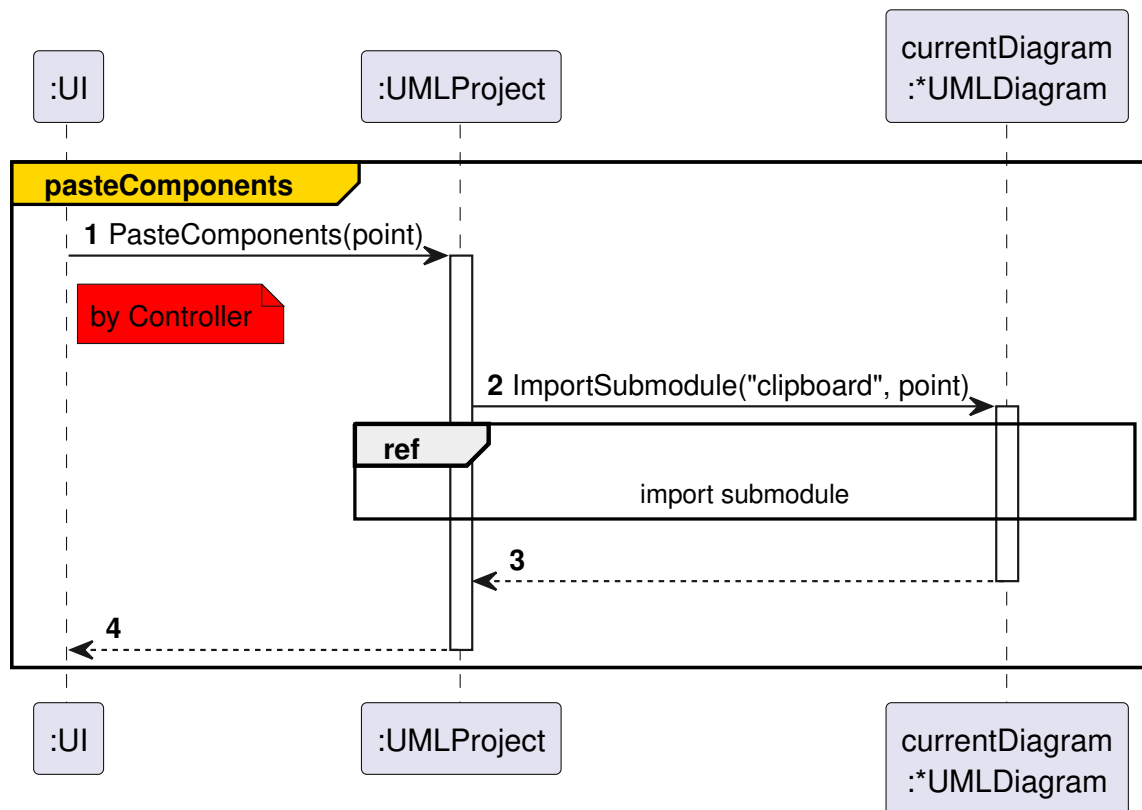 :UI
:UMLProject
currentDiagram
:*UMLDiagram
pasteComponents
1 PasteComponents(point)
by Controller
2 ImportSubmodule("clipboard", point)
ref
import submodule
3
4
:UI
:UMLProject
currentDiagram
:*UMLDiagram